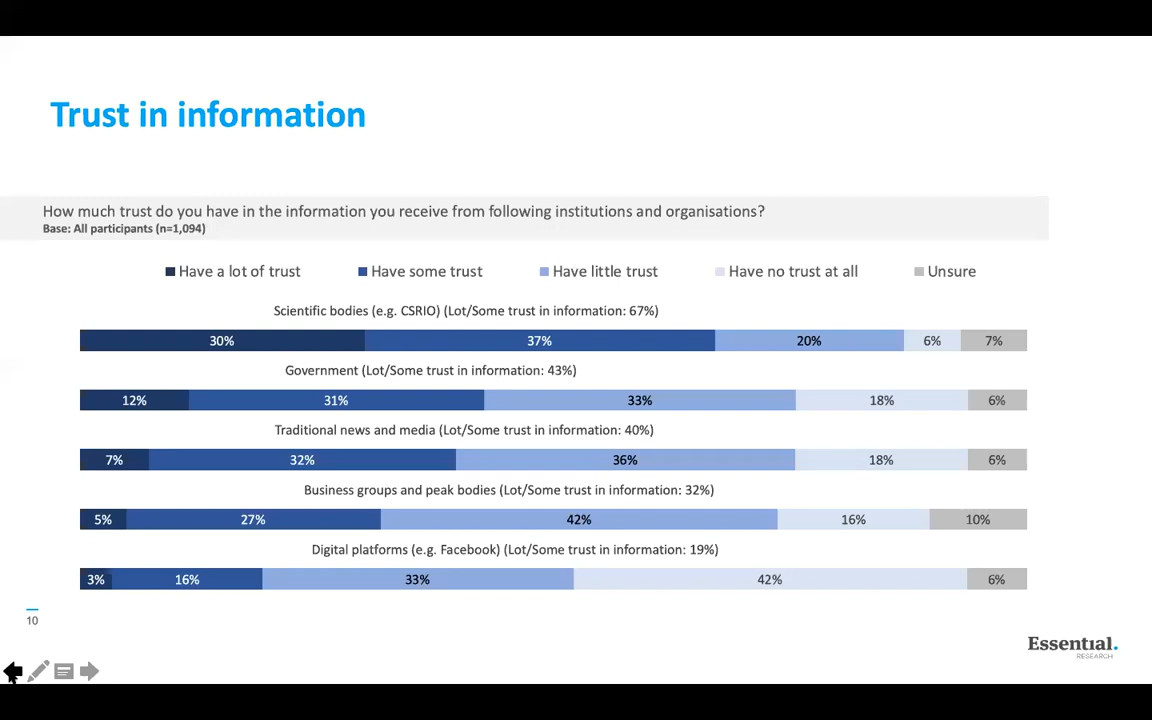 Trust in information
How much trust do you have in the information you receive from following institutions and organisations?
Base: All participants (n=1,094)
Have a lot of trust Have some trust Have little trust Have no trust at all Unsure
Scientific bodies (e.g. CSRIO) (Lot/Some trust in information: 67%)
30% 37% 20% 6% 7%
Government (Lot/Some trust in information: 43%)
12% 31% 33% 18% 6%
Traditional news and media (Lot/Some trust in information: 40%)
7% 32% 36% 18% 6%
Business groups and peak bodies (Lot/Some trust in information: 32%)
5% 27% 42% 16% 10%
Digital platforms (e.g. Facebook) (Lot/Some trust in information: 19%)
3% 16% 33% 42% 6%
10
Essential.
RESEARCH